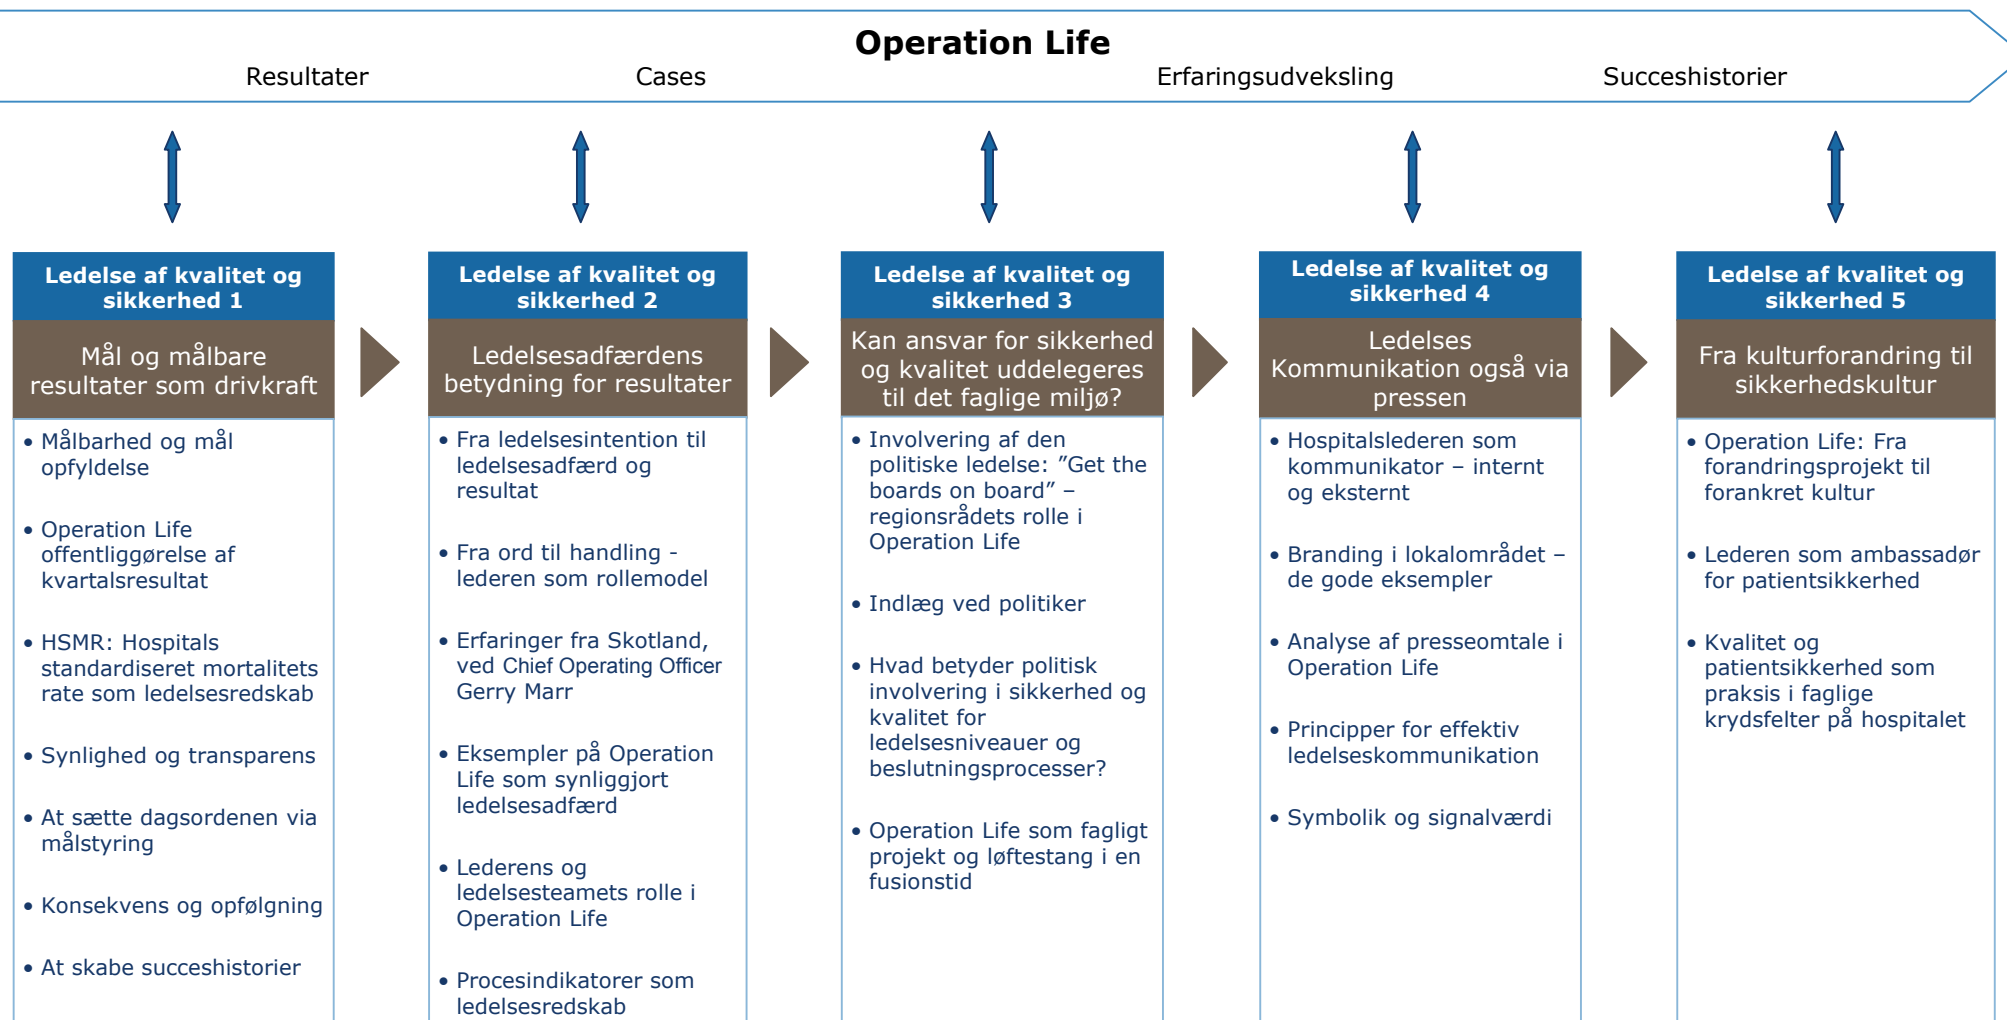 Operation Life
Resultater
Cases
Erfaringsudveksling
Succeshistorier
Ledelse af kvalitet og
sikkerhed 1
Mål og målbare
resultater som drivkraft
• Målbarhed og mål
opfyldelse
• Operation Life
offentliggørelse af
kvartalsresultat
• HSMR: Hospitals
standardiseret mortalitets
rate som ledelsesredskab
• Synlighed og transparens
• At sætte dagsordenen via
målstyring
• Konsekvens og opfølgning
• At skabe succeshistorier
Ledelse af kvalitet og
sikkerhed 2
Ledelsesadfærdens
betydning for resultater
• Fra ledelsesintention til
ledelsesadfærd og
resultat
• Fra ord til handling -
lederen som rollemodel
• Erfaringer fra Skotland,
ved Chief Operating Officer
Gerry Marr
• Eksempler på Operation
Life som synliggjort
ledelsesadfærd
• Lederens og
ledelsesteamets rolle i
Operation Life
• Procesindikatorer som
ledelsesredskab
Ledelse af kvalitet og
sikkerhed 3
Kan ansvar for sikkerhed
og kvalitet uddelegeres
til det faglige miljø?
• Involvering af den
politiske ledelse: ”Get the
boards on board” –
regionsrådets rolle i
Operation Life
• Indlæg ved politiker
• Hvad betyder politisk
involvering i sikkerhed og
kvalitet for
ledelsesniveauer og
beslutningsprocesser?
• Operation Life som fagligt
projekt og løftestang i en
fusionstid
Ledelse af kvalitet og
sikkerhed 4
Ledelses
Kommunikation også via
pressen
• Hospitalslederen som
kommunikator – internt
og eksternt
• Branding i lokalområdet –
de gode eksempler
• Analyse af presseomtale i
Operation Life
• Principper for effektiv
ledelseskommunikation
• Symbolik og signalværdi
Ledelse af kvalitet og
sikkerhed 5
Fra kulturforandring til
sikkerhedskultur
• Operation Life: Fra
forandringsprojekt til
forankret kultur
• Lederen som ambassadør
for patientsikkerhed
• Kvalitet og
patientsikkerhed som
praksis i faglige
krydsfelter på hospitalet